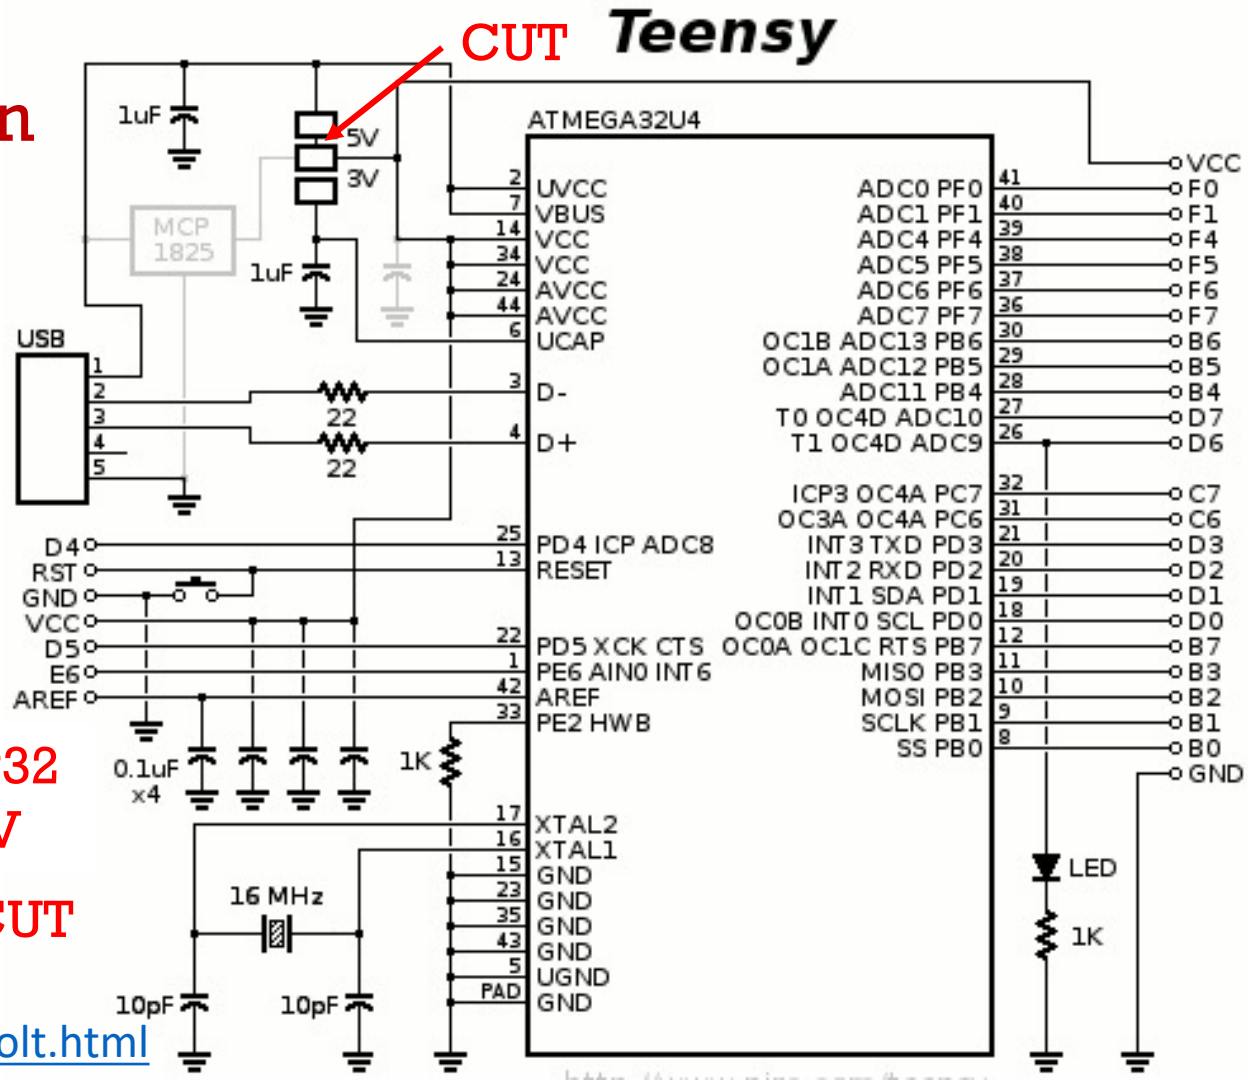 Teensy
CUT
n
1uF
5V
3V
MCP
1825
1uF
USB
1
2
3
4
5
22
22
ATMEGA32U4
2 UVCC
7 VBUS
14 VCC
34 VCC
24 AVCC
44 AVCC
6 UCAP
3 D-
4 D+
D4 25 PD4 ICP ADC8
RST 13 RESET
GND
VCC
D5 22 PD5 XCK CTS
E6 1 PE6 AIN0 INT6
AREF 42 AREF
33 PE2 HWB
1K
0.1uF
x4
32
V
CUT
17 XTAL2
16 XTAL1
15 GND
23 GND
35 GND
43 GND
5 UGND
PAD GND
16 MHz
10pF
10pF
olt.html
VCC
ADC0 PF0 41 F0
ADC1 PF1 40 F1
ADC4 PF4 39 F4
ADC5 PF5 38 F5
ADC6 PF6 37 F6
ADC7 PF7 36 F7
OC1B ADC13 PB6 30 B6
OC1A ADC12 PB5 29 B5
ADC11 PB4 28 B4
T0 OC4D ADC10 27 D7
T1 OC4D ADC9 26 D6
ICP3 OC4A PC7 32 C7
OC3A OC4A PC6 31 C6
INT3 TXD PD3 21 D3
INT2 RXD PD2 20 D2
INT1 SDA PD1 19 D1
OC0B INT0 SCL PD0 18 D0
OC0A OC1C RTS PB7 12 B7
MISO PB3 11 B3
MOSI PB2 10 B2
SCLK PB1 9 B1
SS PB0 8 B0
GND
LED
1K